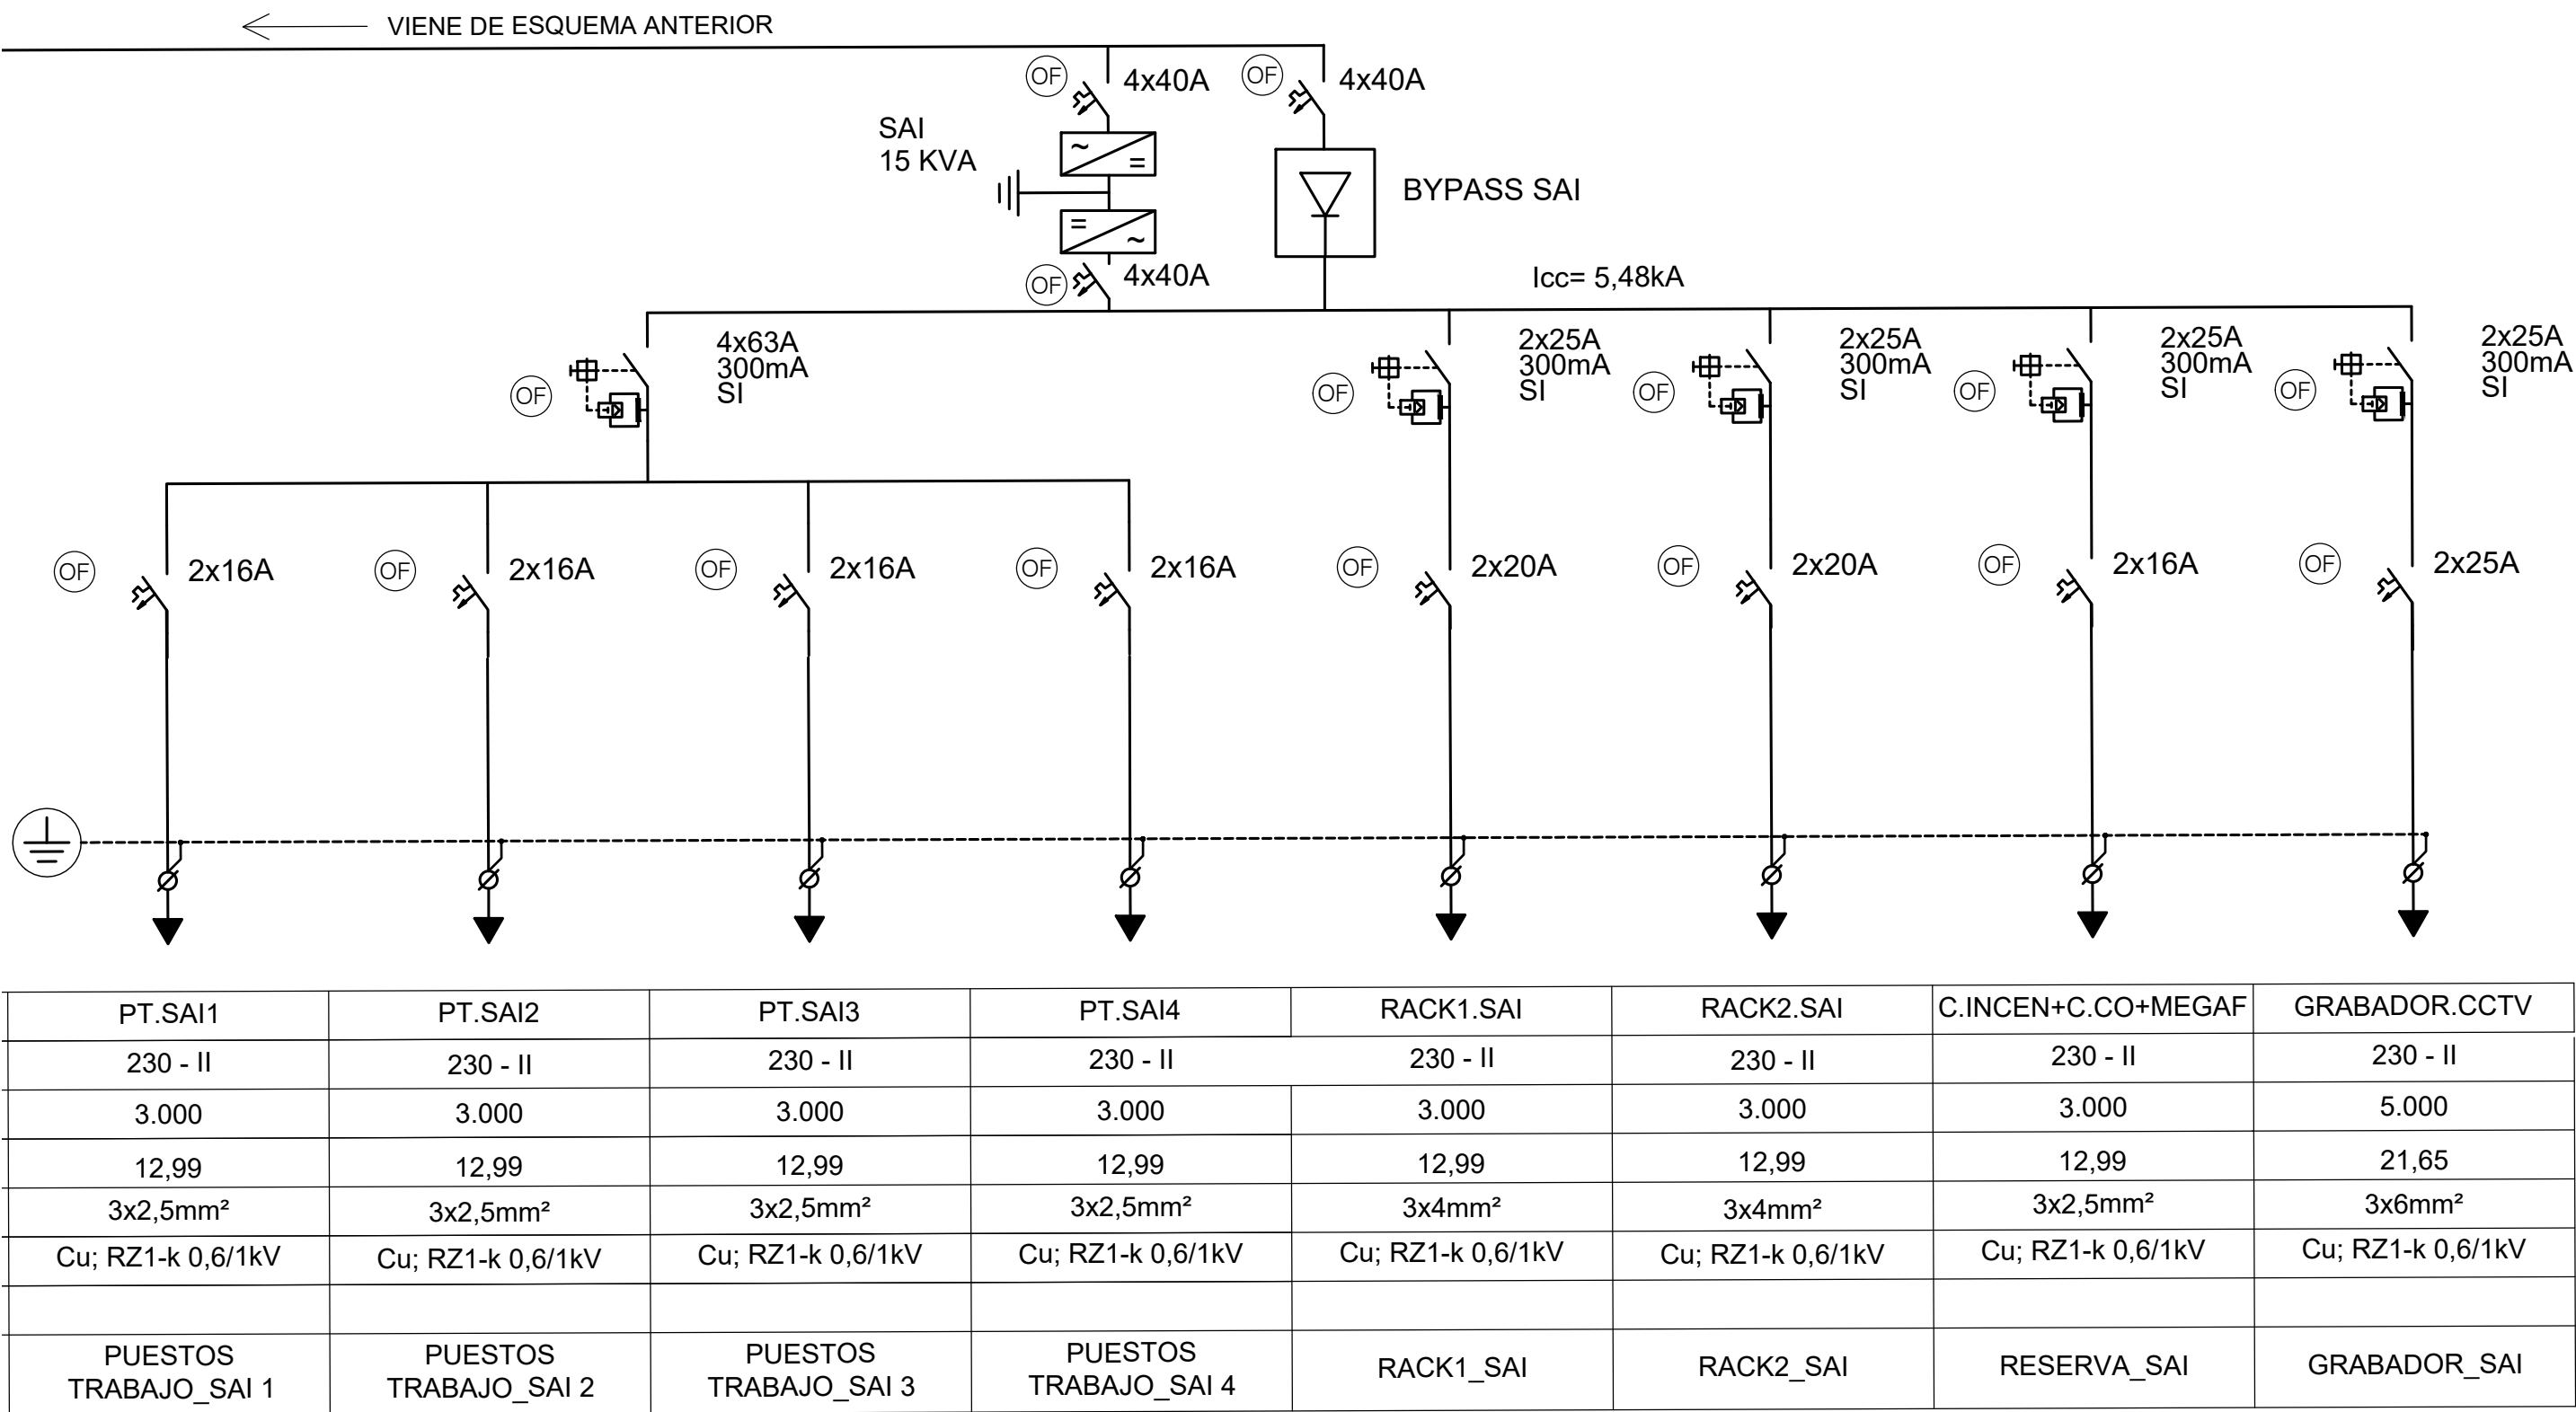 VIENE DE ESQUEMA ANTERIOR
OF 4x40A OF 4x40A
SAI
15 KVA
~
=
BYPASS SAI
=
~
OF 4x40A
Icc= 5,48kA
OF
4x63A
300mA
SI
OF
2x25A
300mA
SI
OF
2x25A
300mA
SI
OF
2x25A
300mA
SI
OF
2x25A
300mA
SI
OF 2x16A OF 2x16A OF 2x16A OF 2x16A OF 2x20A OF 2x20A OF 2x16A OF 2x25A
PT.SAI1 PT.SAI2 PT.SAI3 PT.SAI4 RACK1.SAI RACK2.SAI C.INCEN+C.CO+MEGAF GRABADOR.CCTV
230 - II 230 - II 230 - II 230 - II 230 - II 230 - II 230 - II 230 - II
3.000 3.000 3.000 3.000 3.000 3.000 3.000 5.000
12,99 12,99 12,99 12,99 12,99 12,99 12,99 21,65
3x2,5mm² 3x2,5mm² 3x2,5mm² 3x2,5mm² 3x4mm² 3x4mm² 3x2,5mm² 3x6mm²
Cu; RZ1-k 0,6/1kV Cu; RZ1-k 0,6/1kV Cu; RZ1-k 0,6/1kV Cu; RZ1-k 0,6/1kV Cu; RZ1-k 0,6/1kV Cu; RZ1-k 0,6/1kV Cu; RZ1-k 0,6/1kV Cu; RZ1-k 0,6/1kV
PUESTOS
TRABAJO_SAI 1
PUESTOS
TRABAJO_SAI 2
PUESTOS
TRABAJO_SAI 3
PUESTOS
TRABAJO_SAI 4
RACK1_SAI
RACK2_SAI
RESERVA_SAI
GRABADOR_SAI